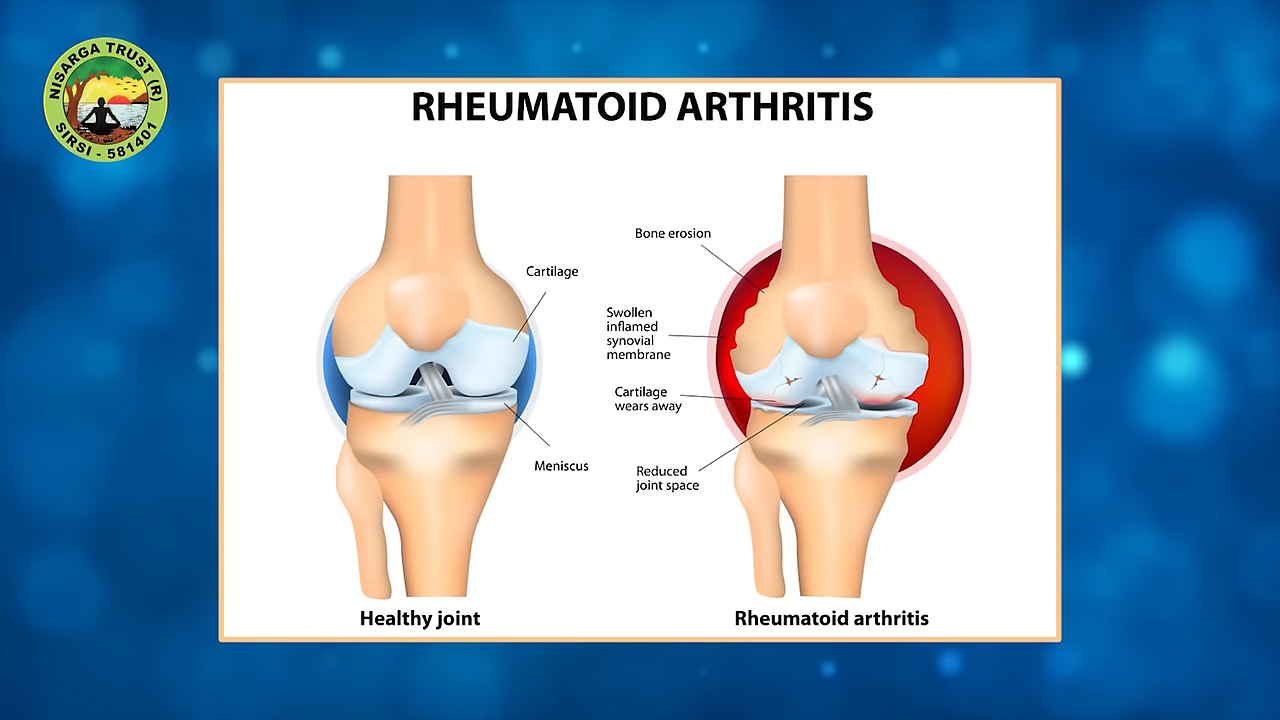 NISARGA TRUST (R)
SIRSI - 581401
RHEUMATOID ARTHRITIS
Cartilage
Meniscus
Healthy joint
Bone erosion
Swollen
inflamed
synovial
membrane
Cartilage
wears away
Reduced
joint space
Rheumatoid arthritis